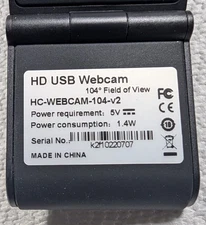 HD USB Webcam
104° Field of View
HC-WEBCAM-104-v2
Power requirement: 5V
Power consumption: 1.4W
Serial No.:
k2f10220707
MADE IN CHINA